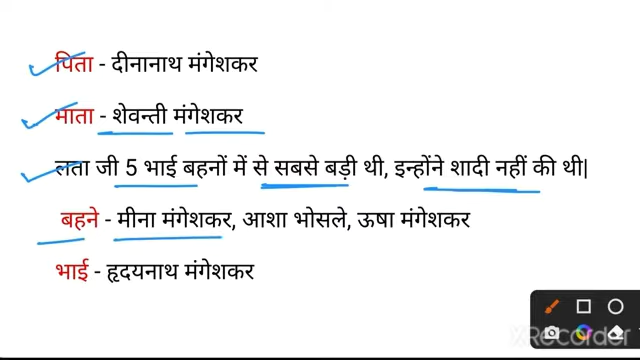 पिता - दीनानाथ मंगेशकर
माता - शेवन्ती मंगेशकर
लता जी 5 भाई बहनों में से सबसे बड़ी थी, इन्होंने शादी नहीं की थी|
बहने - मीना मंगेशकर, आशा भोसले, ऊषा मंगेशकर
भाई - हृदयनाथ मंगेशकर
XRecorder